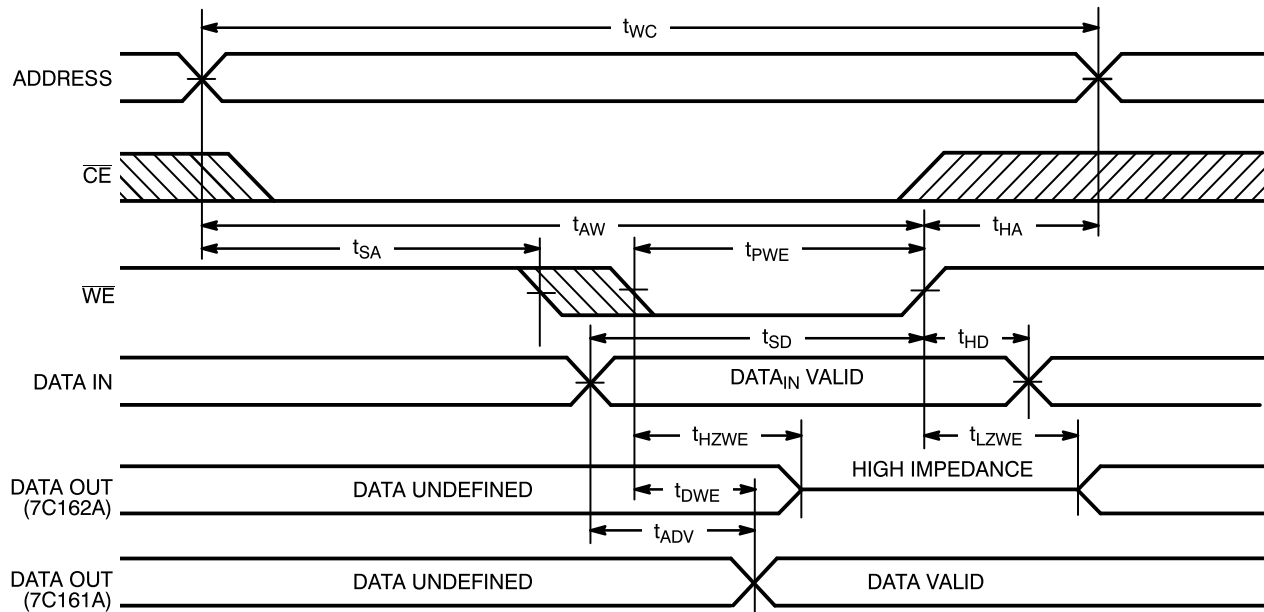 tWC
ADDRESS
CE
tAW
tHA
tSA
tPWE
WE
tSD
tHD
DATA IN
DATAIN VALID
tHZWE
tLZWE
HIGH IMPEDANCE
DATA OUT
(7C162A)
DATA UNDEFINED
tDWE
tADV
DATA OUT
(7C161A)
DATA UNDEFINED
DATA VALID